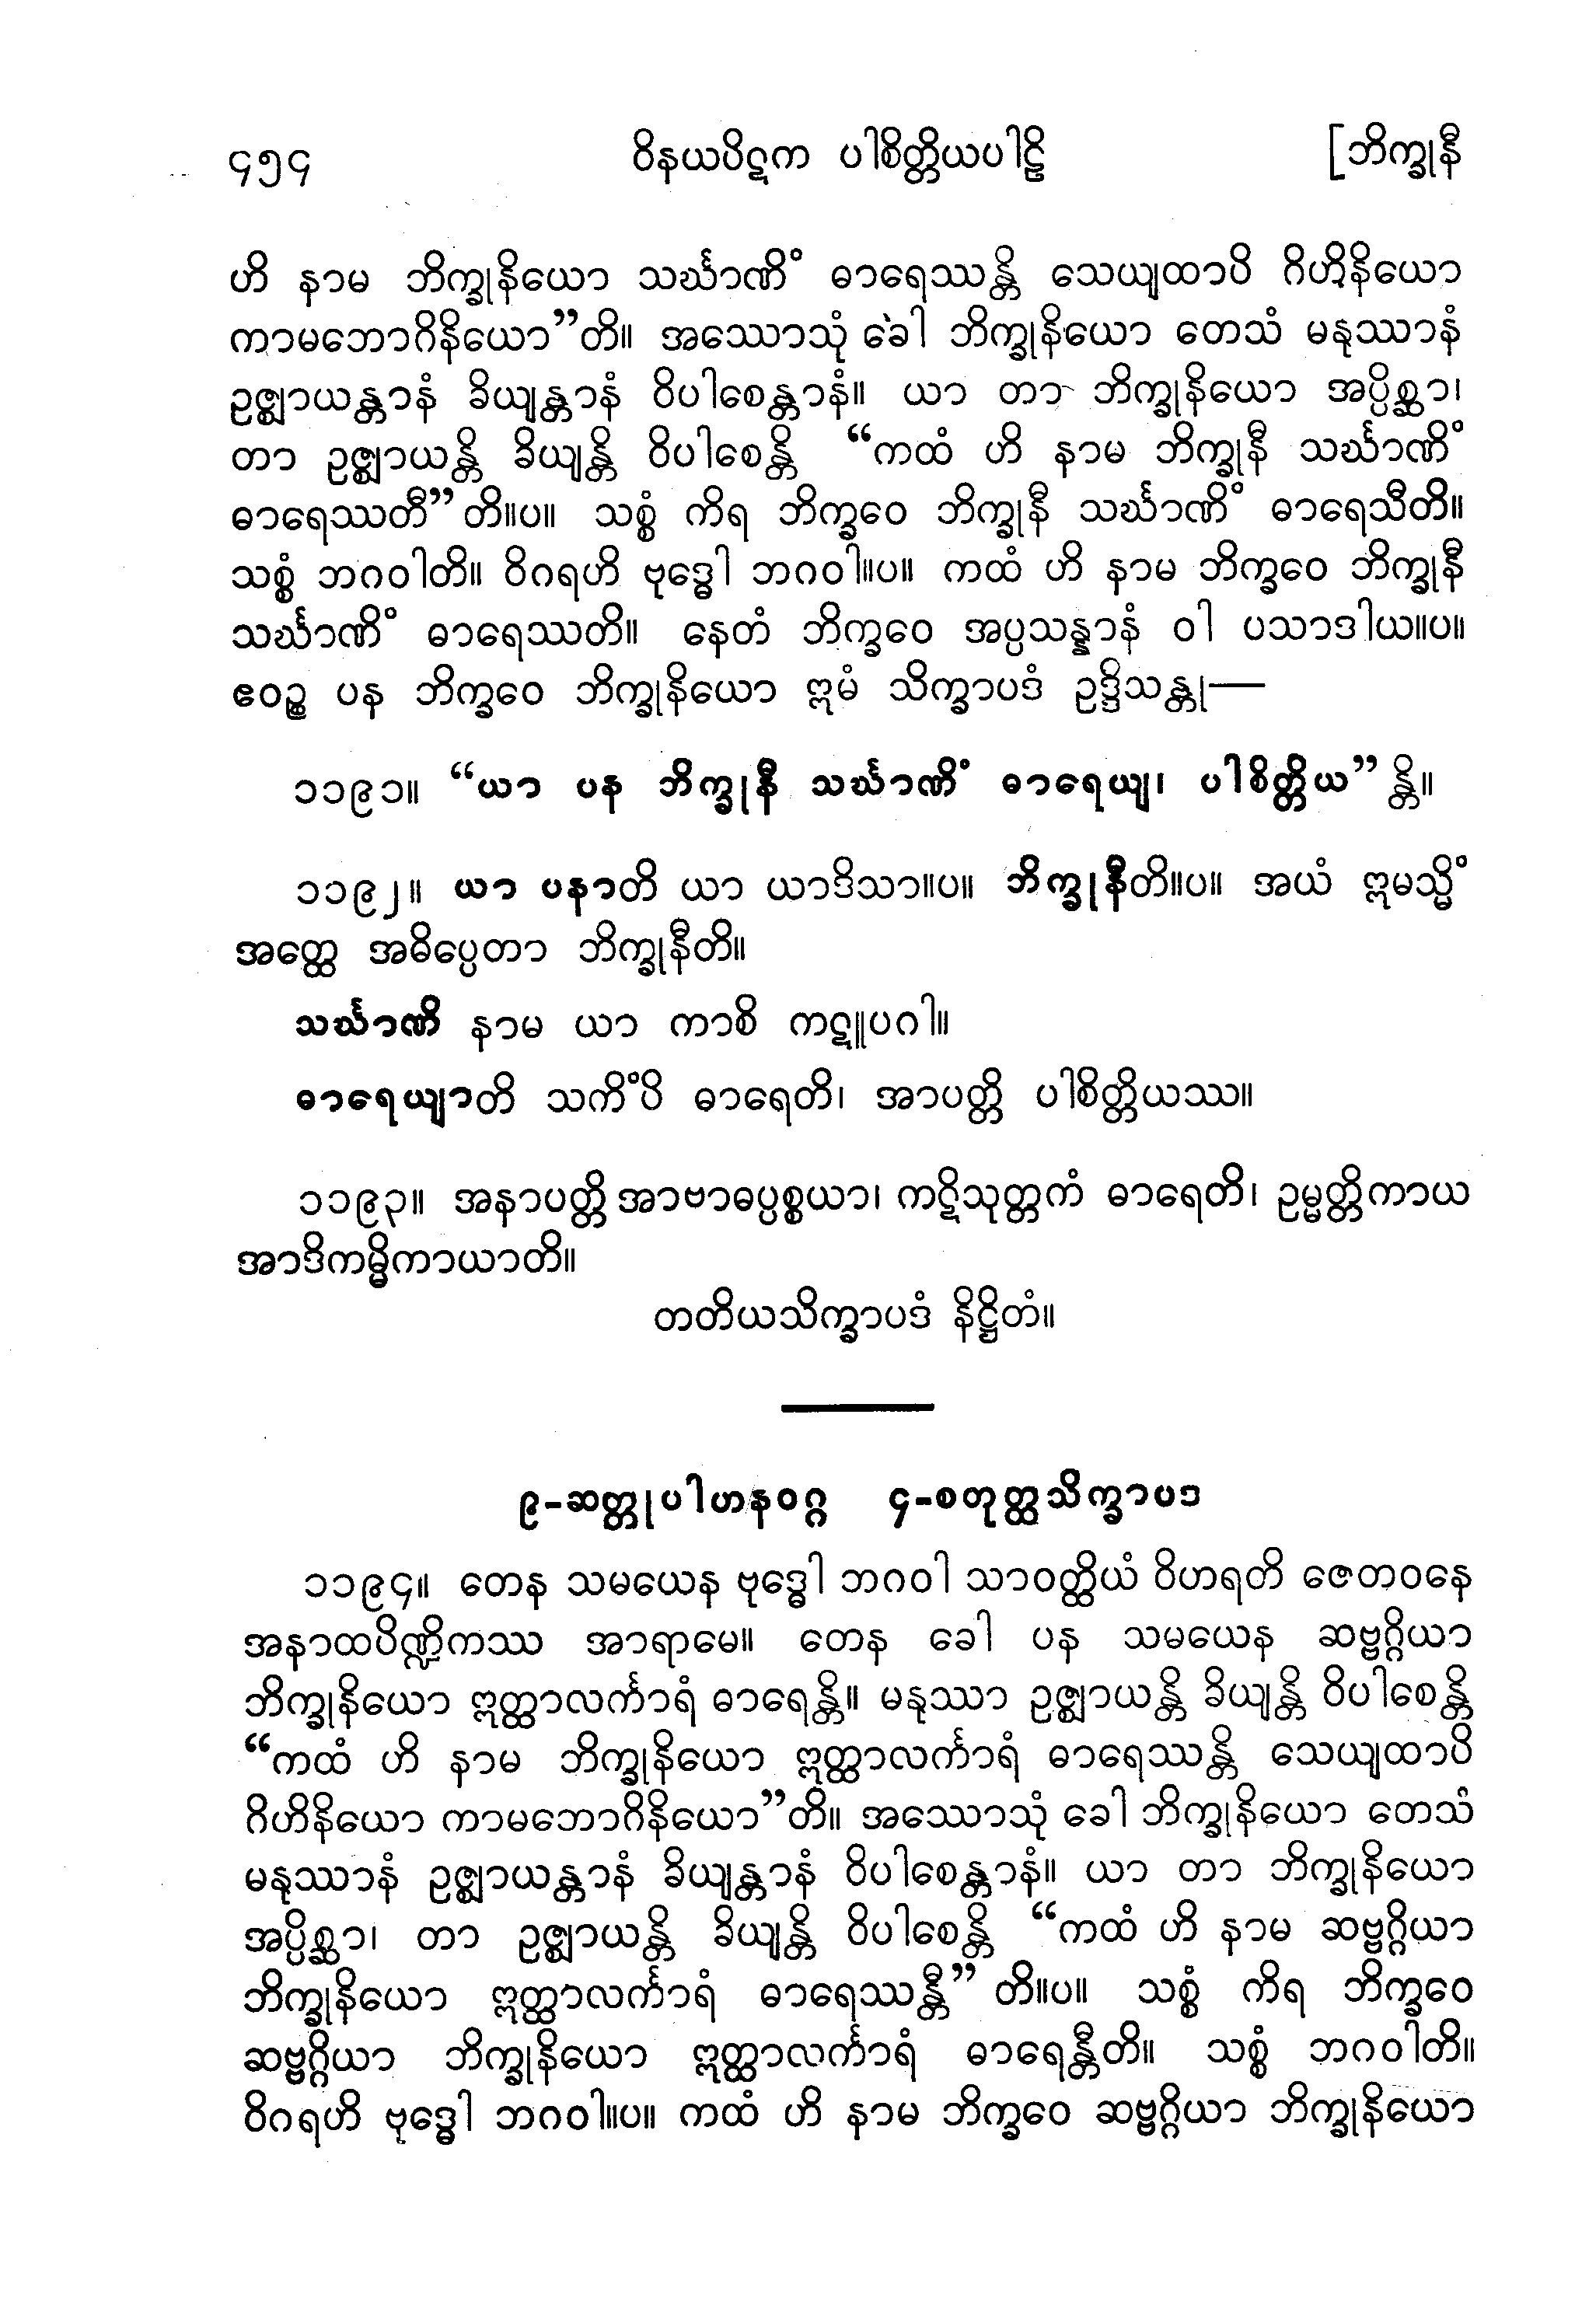 ၄၅၄ ဝိနယပိဋက ပါစိတ္တိယပါဠိ [ဘိက္ခုနီ
ဟိ နာမ ဘိက္ခုနိယော သင်္ဃာဏိံ ဓာရေဿန္တိ သေယျထာပိ ဂိဟိနိယော
ကာမဘောဂိနိယော”တိ။ အဿောသုံ ခေါ ဘိက္ခုနိယော တေသံ မနုဿာနံ
ဥဇ္ဈာယန္တာနံ ခိယျန္တာနံ ဝိပါစေန္တာနံ။ ယာ တာ ဘိက္ခုနိယော အပ္ပိစ္ဆာ၊
တာ ဥဇ္ဈာယန္တိ ခိယျန္တိ ဝိပါစေန္တိ “ကထံ ဟိ နာမ ဘိက္ခုနီ သင်္ဃာဏိံ
ဓာရေဿတီ”တိ။ပ။ သစ္စံ ကိရ ဘိက္ခဝေ ဘိက္ခုနီ သင်္ဃာဏိံ ဓာရေသီတိ။
သစ္စံ ဘဂဝါတိ။ ဝိဂရဟိ ဗုဒ္ဓေါ ဘဂဝါ။ပ။ ကထံ ဟိ နာမ ဘိက္ခဝေ ဘိက္ခုနီ
သင်္ဃာဏိံ ဓာရေဿတိ။ နေတံ ဘိက္ခဝေ အပ္ပသန္နာနံ ဝါ ပသာဒါယ။ပ။
ဧဝဉ္စ ပန ဘိက္ခဝေ ဘိက္ခုနိယော ဣမံ သိက္ခာပဒံ ဥဒ္ဒိသန္တု—
၁၁၉၁။ “ယာ ပန ဘိက္ခုနီ သင်္ဃာဏိံ ဓာရေယျ၊ ပါစိတ္တိယ”န္တိ။
၁၁၉၂။ ယာ ပနာတိ ယာ ယာဒိသာ။ပ။ ဘိက္ခုနီတိ။ပ။ အယံ ဣမသ္မိံ
အတ္ထေ အဓိပ္ပေတာ ဘိက္ခုနီတိ။
သင်္ဃာဏိ နာမ ယာ ကာစိ ကဋူပဂါ။
ဓာရေယျာတိ သကိံပိ ဓာရေတိ၊ အာပတ္တိ ပါစိတ္တိယဿ။
၁၁၉၃။ အနာပတ္တိ အာဗာဓပ္ပစ္စယာ၊ ကဋိသုတ္တကံ ဓာရေတိ၊ ဥမ္မတ္တိကာယ
အာဒိကမ္မိကာယာတိ။
တတိယသိက္ခာပဒံ နိဋ္ဌိတံ။
၉-ဆတ္တုပါဟနဝဂ္ဂ ၄-စတုတ္ထသိက္ခာပဒ
၁၁၉၄။ တေန သမယေန ဗုဒ္ဓေါ ဘဂဝါ သာဝတ္ထိယံ ဝိဟရတိ ဇေတဝနေ
အနာထပိဏ္ဍိကဿ အာရာမေ။ တေန ခေါ ပန သမယေန ဆဗ္ဗဂ္ဂိယာ
ဘိက္ခုနိယော ဣတ္ထာလင်္ကာရံ ဓာရေန္တိ။ မနုဿာ ဥဇ္ဈာယန္တိ ခိယျန္တိ ဝိပါစေန္တိ
“ကထံ ဟိ နာမ ဘိက္ခုနိယော ဣတ္ထာလင်္ကာရံ ဓာရေဿန္တိ သေယျထာပိ
ဂိဟိနိယော ကာမဘောဂိနိယော”တိ။ အဿောသုံ ခေါ ဘိက္ခုနိယော တေသံ
မနုဿာနံ ဥဇ္ဈာယန္တာနံ ခိယျန္တာနံ ဝိပါစေန္တာနံ။ ယာ တာ ဘိက္ခုနိယော
အပ္ပိစ္ဆာ၊ တာ ဥဇ္ဈာယန္တိ ခိယျန္တိ ဝိပါစေန္တိ “ကထံ ဟိ နာမ ဆဗ္ဗဂ္ဂိယာ
ဘိက္ခုနိယော ဣတ္ထာလင်္ကာရံ ဓာရေဿန္တီ”တိ။ပ။ သစ္စံ ကိရ ဘိက္ခဝေ
ဆဗ္ဗဂ္ဂိယာ ဘိက္ခုနိယော ဣတ္ထာလင်္ကာရံ ဓာရေန္တီတိ။ သစ္စံ ဘဂဝါတိ။
ဝိဂရဟိ ဗုဒ္ဓေါ ဘဂဝါ။ပ။ ကထံ ဟိ နာမ ဘိက္ခဝေ ဆဗ္ဗဂ္ဂိယာ ဘိက္ခုနိယော